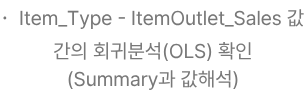 · Item_Type - ItemOutlet_Sales 값
간의 회귀분석(OLS) 확인
(Summary과 값해석)